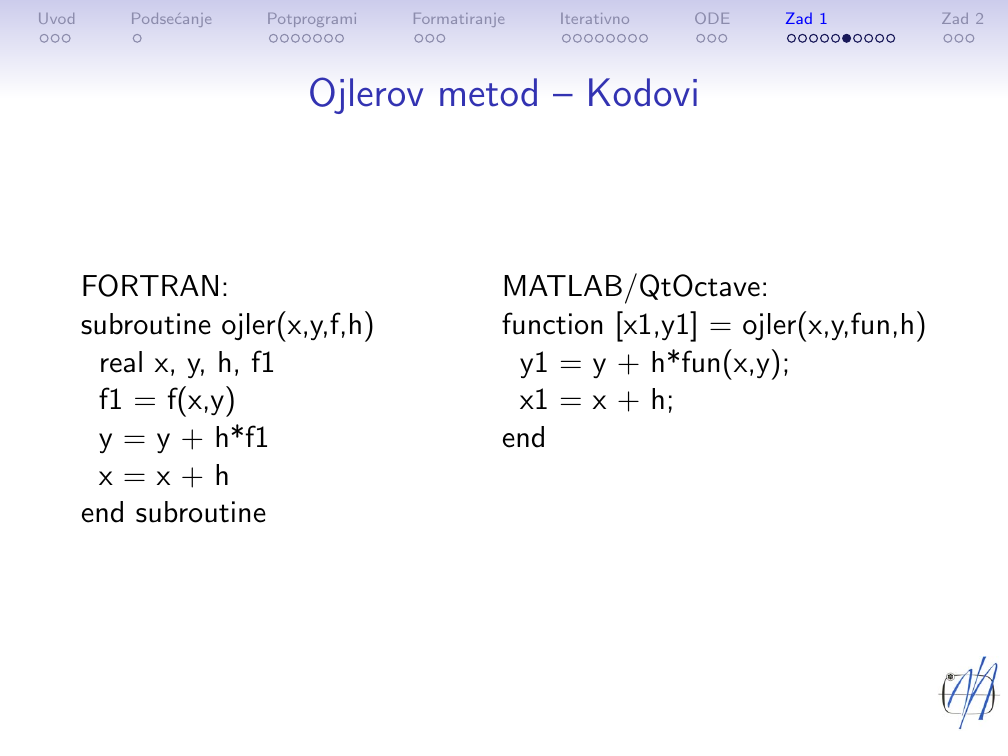 Uvod Podsećanje Potprogrami Formatiranje Iterativno ODE Zad 1 Zad 2
Ojlerov metod – Kodovi
FORTRAN:
subroutine ojler(x,y,f,h)
real x, y, h, f1
f1 = f(x,y)
y = y + h*f1
x = x + h
end subroutine
MATLAB/QtOctave:
function [x1,y1] = ojler(x,y,fun,h)
y1 = y + h*fun(x,y);
x1 = x + h;
end